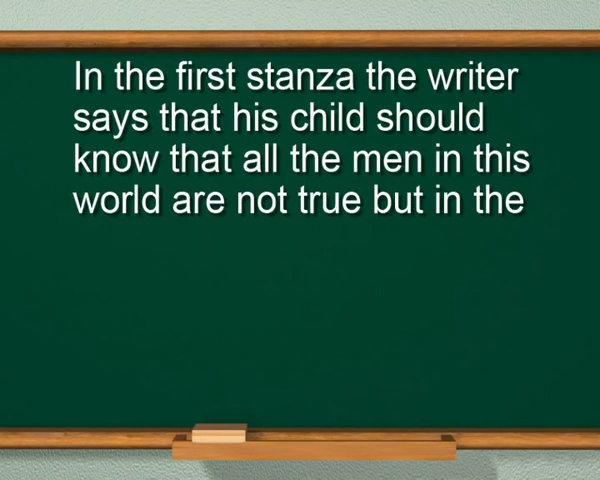 In the first stanza the writer
says that his child should
know that all the men in this
world are not true but in the